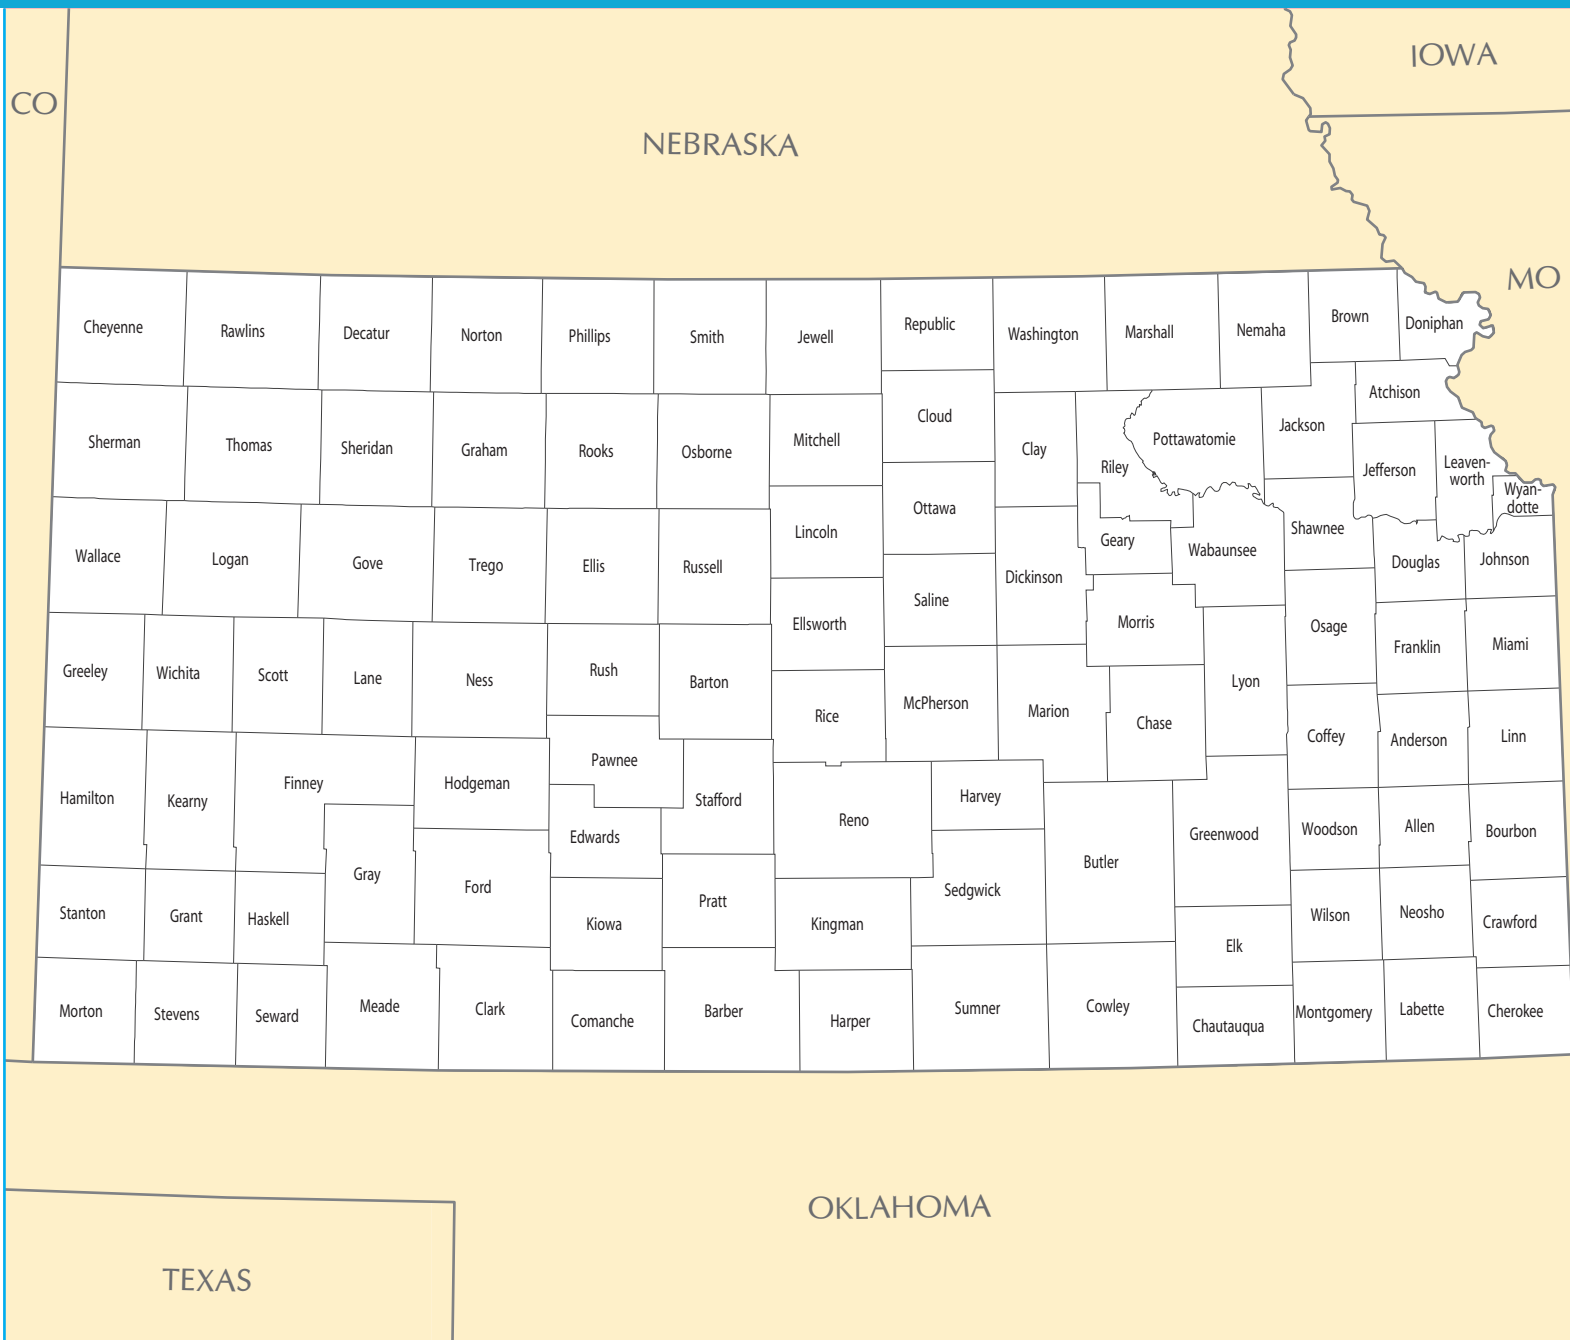 IOWA
CO
NEBRASKA
MO
Cheyenne
Rawlins
Decatur
Norton
Phillips
Smith
Jewell
Republic
Washington
Marshall
Nemaha
Brown
Doniphan
Atchison
Sherman
Thomas
Sheridan
Graham
Rooks
Osborne
Mitchell
Cloud
Clay
Riley
Pottawatomie
Jackson
Jefferson
Leaven-
worth
Wyan-
dotte
Wallace
Logan
Gove
Trego
Ellis
Russell
Lincoln
Ottawa
Saline
Dickinson
Geary
Wabaunsee
Shawnee
Douglas
Johnson
Greeley
Wichita
Scott
Lane
Ness
Rush
Barton
Ellsworth
Rice
McPherson
Marion
Morris
Chase
Lyon
Osage
Franklin
Miami
Coffey
Anderson
Linn
Hamilton
Kearny
Finney
Hodgeman
Pawnee
Stafford
Edwards
Reno
Harvey
Sedgwick
Butler
Greenwood
Woodson
Allen
Bourbon
Stanton
Grant
Haskell
Gray
Ford
Kiowa
Pratt
Kingman
Elk
Wilson
Neosho
Crawford
Morton
Stevens
Seward
Meade
Clark
Comanche
Barber
Harper
Sumner
Cowley
Chautauqua
Montgomery
Labette
Cherokee
OKLAHOMA
TEXAS